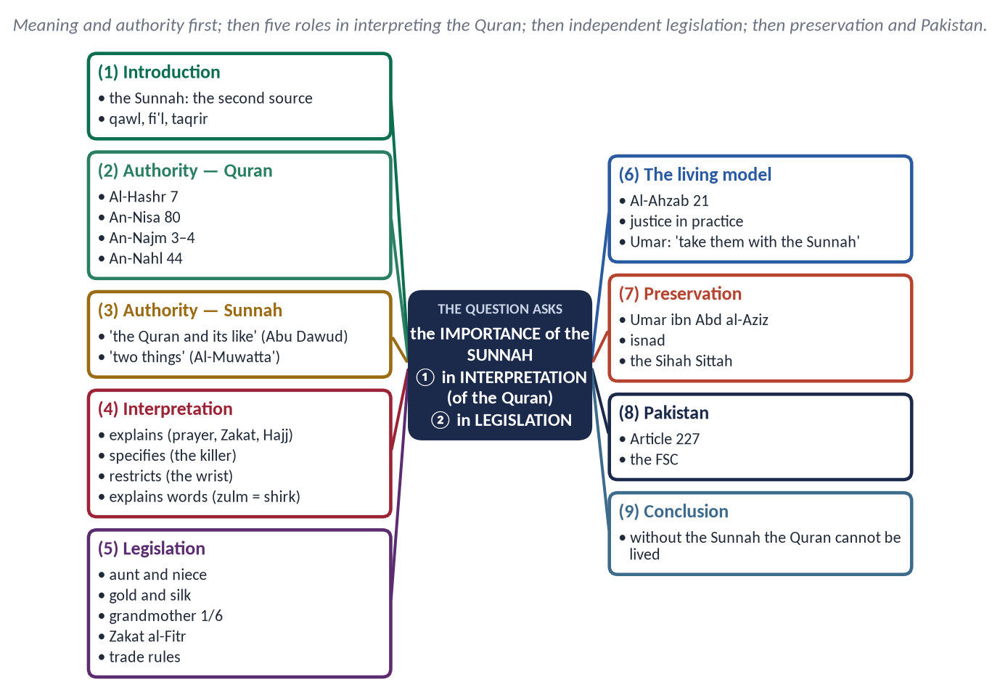 Meaning and authority first; then five roles in interpreting the Quran; then independent legislation; then preservation and Pakistan.
(1) Introduction
• the Sunnah: the second source
• qawl, fi'l, taqrir
(2) Authority — Quran
• Al-Hashr 7
• An-Nisa 80
• An-Najm 3–4
• An-Nahl 44
(3) Authority — Sunnah
• 'the Quran and its like' (Abu Dawud)
• 'two things' (Al-Muwatta')
(4) Interpretation
• explains (prayer, Zakat, Hajj)
• specifies (the killer)
• restricts (the wrist)
• explains words (zulm = shirk)
(5) Legislation
• aunt and niece
• gold and silk
• grandmother 1/6
• Zakat al-Fitr
• trade rules
THE QUESTION ASKS
the IMPORTANCE of the
SUNNAH
① in INTERPRETATION
(of the Quran)
② in LEGISLATION
(6) The living model
• Al-Ahzab 21
• justice in practice
• Umar: 'take them with the Sunnah'
(7) Preservation
• Umar ibn Abd al-Aziz
• isnad
• the Sihah Sittah
(8) Pakistan
• Article 227
• the FSC
(9) Conclusion
• without the Sunnah the Quran cannot be
lived